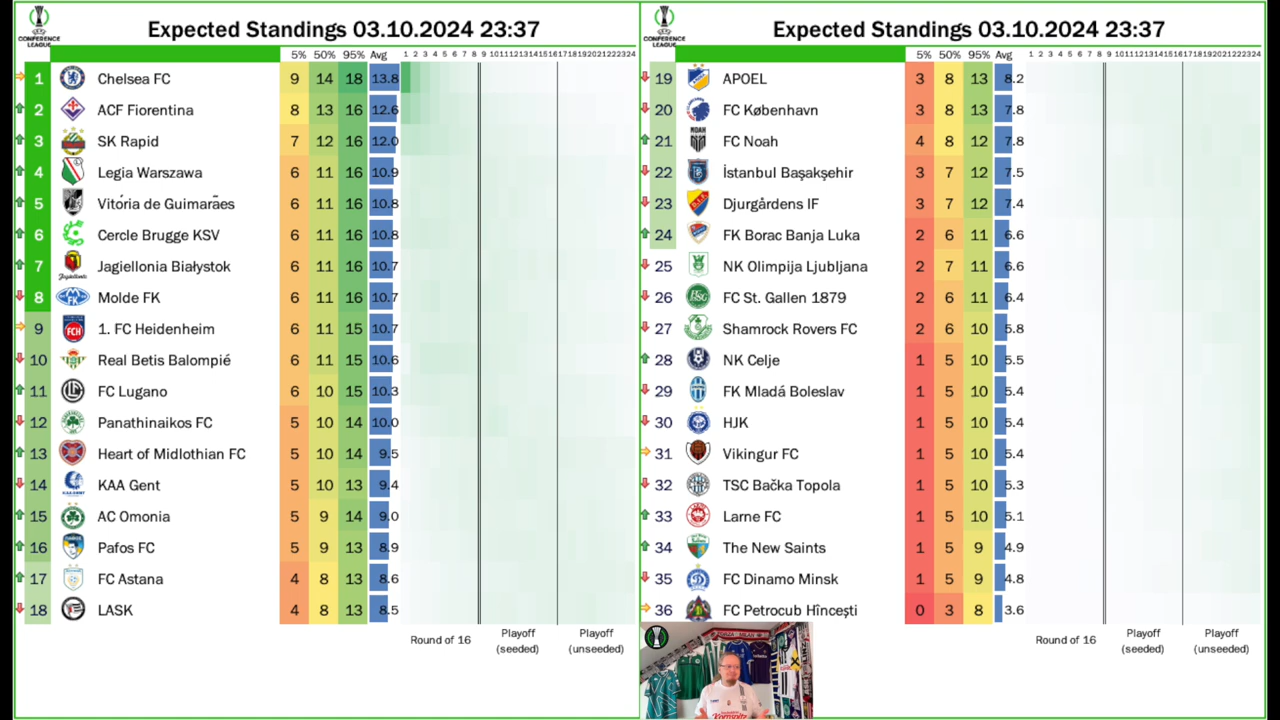 Expected Standings 03.10.2024 23:37
UEFA
CONFERENCE
LEAGUE
5% 50% 95% Avg 1 2 3 4 5 6 7 8 9 10 11 12 13 14 15 16 17 18 19 20 21 22 23 24
1 Chelsea FC 9 14 18 13.8
2 ACF Fiorentina 8 13 16 12.6
3 SK Rapid 7 12 16 12.0
4 Legia Warszawa 6 11 16 10.9
5 Vitória de Guimarães 6 11 16 10.8
6 Cercle Brugge KSV 6 11 16 10.8
7 Jagiellonia Białystok 6 11 16 10.7
8 Molde FK 6 11 16 10.7
9 1. FC Heidenheim 6 11 15 10.7
10 Real Betis Balompié 6 11 15 10.6
11 FC Lugano 6 10 15 10.3
12 Panathinaikos FC 5 10 14 10.0
13 Heart of Midlothian FC 5 10 14 9.5
14 KAA Gent 5 10 13 9.4
15 AC Omonia 5 9 14 9.0
16 Pafos FC 5 9 13 8.9
17 FC Astana 4 8 13 8.6
18 LASK 4 8 13 8.5
Round of 16 Playoff (seeded) Playoff (unseeded)
Expected Standings 03.10.2024 23:37
UEFA
CONFERENCE
LEAGUE
5% 50% 95% Avg 1 2 3 4 5 6 7 8 9 10 11 12 13 14 15 16 17 18 19 20 21 22 23 24
19 APOEL 3 8 13 8.2
20 FC København 3 8 13 7.8
21 FC Noah 4 8 12 7.8
22 İstanbul Başakşehir 3 7 12 7.5
23 Djurgårdens IF 3 7 12 7.4
24 FK Borac Banja Luka 2 6 11 6.6
25 NK Olimpija Ljubljana 2 7 11 6.6
26 FC St. Gallen 1879 2 6 11 6.4
27 Shamrock Rovers FC 2 6 10 5.8
28 NK Celje 1 5 10 5.5
29 FK Mladá Boleslav 1 5 10 5.4
30 HJK 1 5 10 5.4
31 Vikingur FC 1 5 10 5.4
32 TSC Bačka Topola 1 5 10 5.3
33 Larne FC 1 5 10 5.1
34 The New Saints 1 5 9 4.9
35 FC Dinamo Minsk 1 5 9 4.8
36 FC Petrocub Hîncești 0 3 8 3.6
Round of 16 Playoff (seeded) Playoff (unseeded)